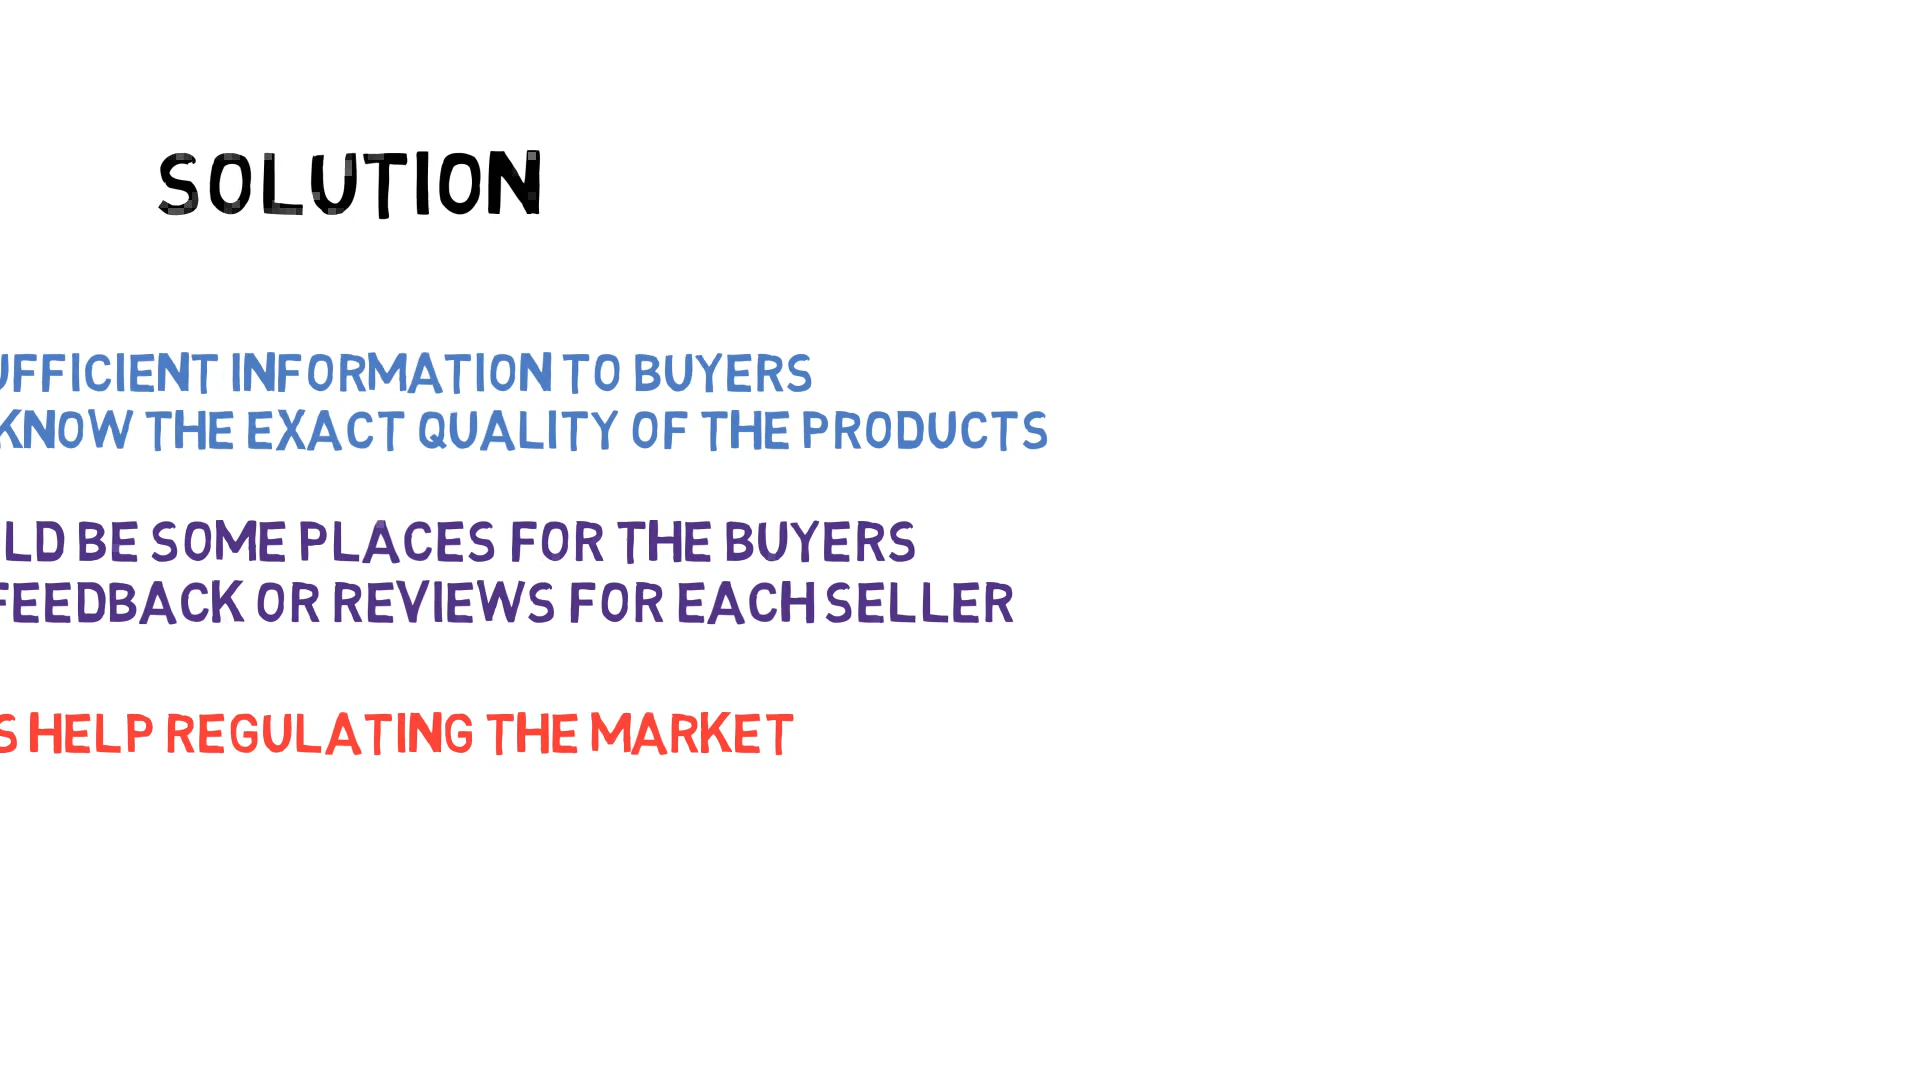 SOLUTION
UFFICIENT INFORMATION TO BUYERS
KNOW THE EXACT QUALITY OF THE PRODUCTS
LD BE SOME PLACES FOR THE BUYERS
FEEDBACK OR REVIEWS FOR EACH SELLER
S HELP REGULATING THE MARKET